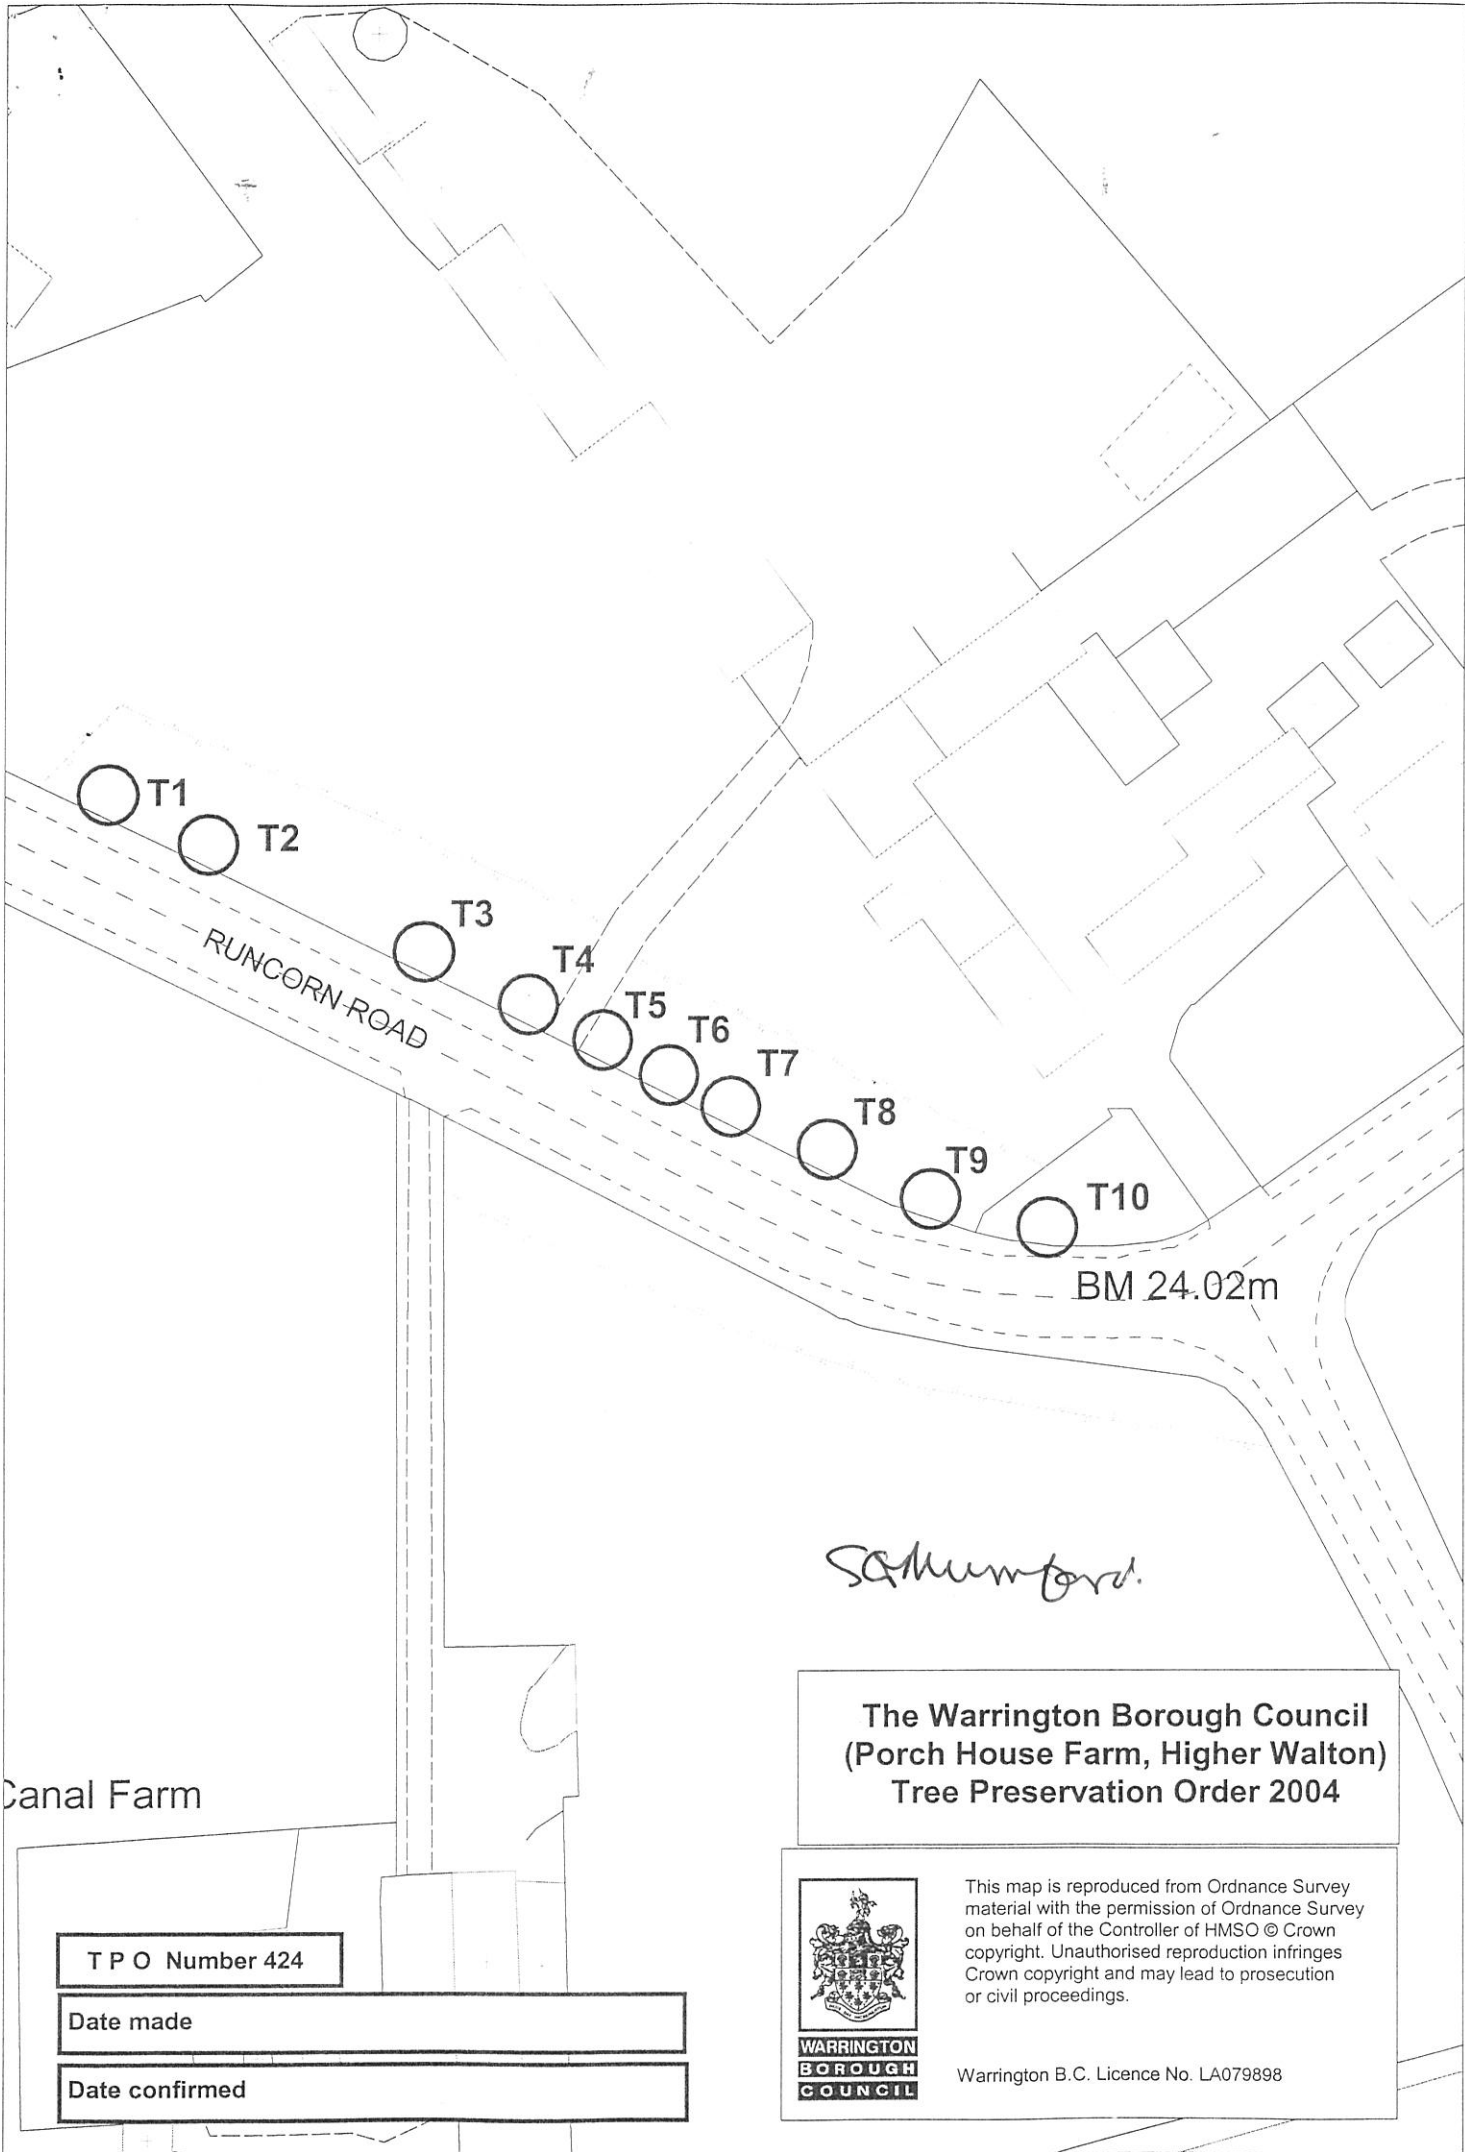 T1
T2
T3
T4
T5
T6
T7
T8
T9
T10
RUNCORN ROAD
BM 24.02m
SGMumford.
The Warrington Borough Council
(Porch House Farm, Higher Walton)
Tree Preservation Order 2004
Canal Farm
T P O Number 424
Date made
Date confirmed
This map is reproduced from Ordnance Survey
material with the permission of Ordnance Survey
on behalf of the Controller of HMSO © Crown
copyright. Unauthorised reproduction infringes
Crown copyright and may lead to prosecution
or civil proceedings.
WARRINGTON
BOROUGH
COUNCIL
Warrington B.C. Licence No. LA079898